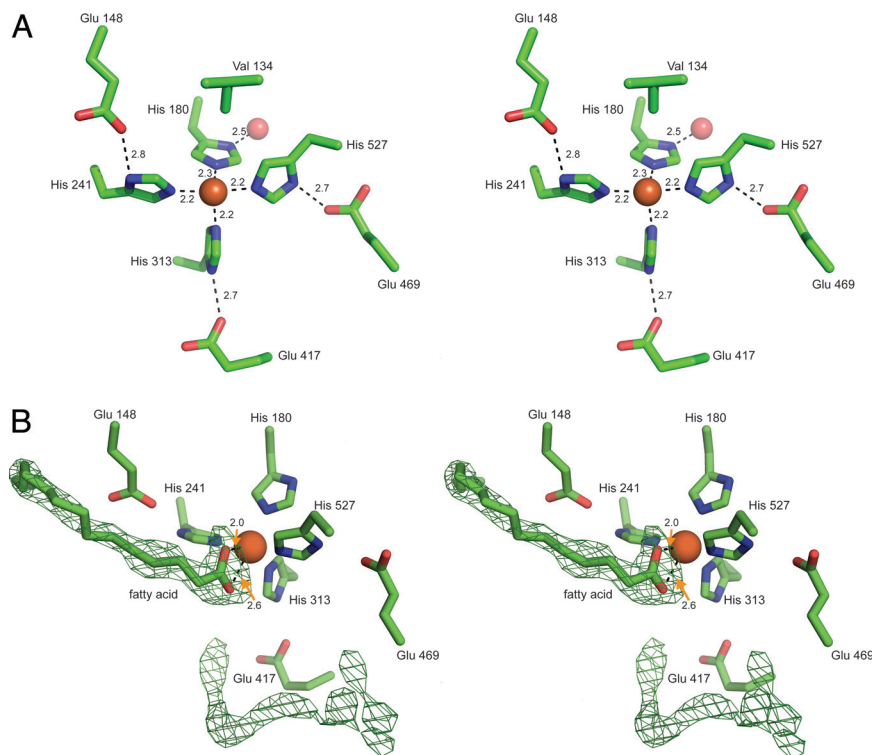 A
Glu 148
Val 134
His 180
2.5
His 527
2.8
2.3
2.2
2.7
His 241
2.2
2.2
His 313
Glu 469
2.7
Glu 417
Glu 148
Val 134
His 180
2.5
His 527
2.8
2.3
2.2
2.7
His 241
2.2
2.2
His 313
Glu 469
2.7
Glu 417
B
Glu 148
His 180
His 241
His 527
2.0
fatty acid
His 313
2.6
Glu 469
Glu 417
Glu 148
His 180
His 241
His 527
2.0
fatty acid
His 313
2.6
Glu 469
Glu 417